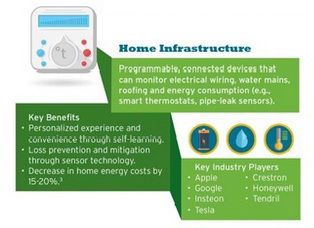 °t
Home Infrastructure
Programmable, connected devices that
can monitor electrical wiring, water mains,
roofing and energy consumption (e.g.,
smart thermostats, pipe-leak sensors).
Key Benefits
• Personalized experience and
convenience through self-learning.
• Loss prevention and mitigation
through sensor technology.
• Decrease in home energy costs by
15-20%.³
Key Industry Players
• Apple
• Google
• Insteon
• Tesla
• Crestron
• Honeywell
• Tendril